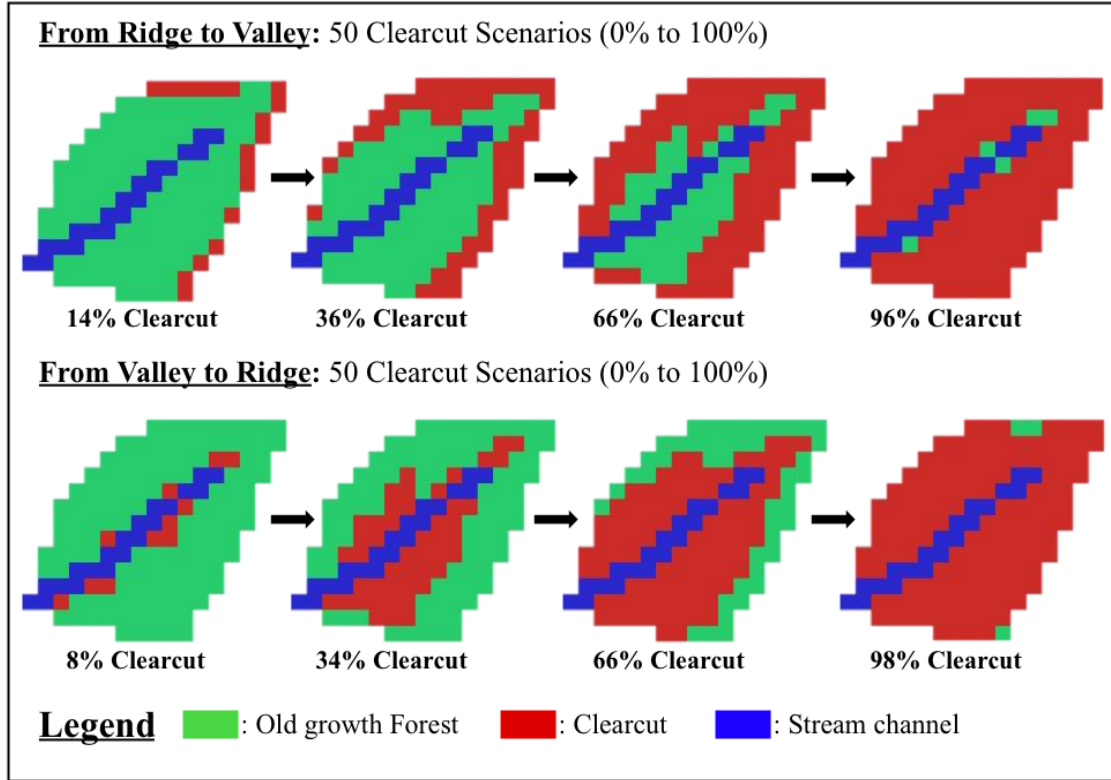 From Ridge to Valley: 50 Clearcut Scenarios (0% to 100%)
14% Clearcut
36% Clearcut
66% Clearcut
96% Clearcut
From Valley to Ridge: 50 Clearcut Scenarios (0% to 100%)
8% Clearcut
34% Clearcut
66% Clearcut
98% Clearcut
Legend : Old growth Forest : Clearcut : Stream channel